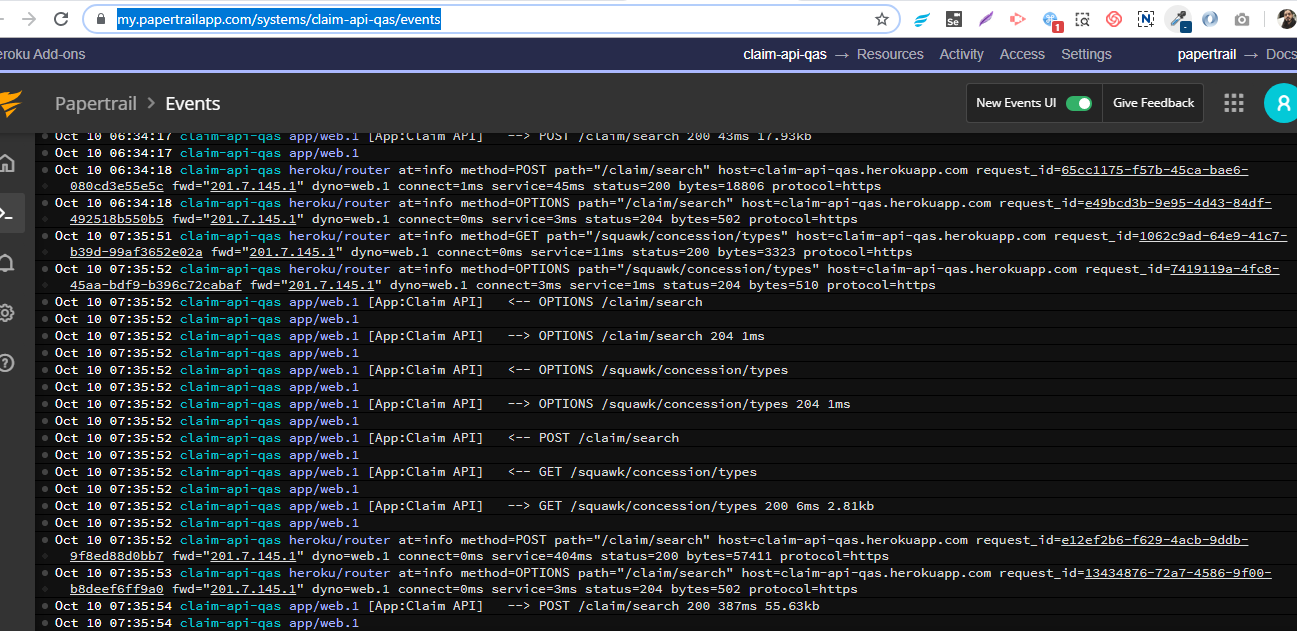 my.papertrailapp.com/systems/claim-api-qas/events
Se
1
N
eroku Add-ons
claim-api-qas → Resources Activity Access Settings papertrail → Docs
Papertrail > Events
New Events UI Give Feedback
Oct 10 06:34:17 claim-api-qas app/web.1 [App:Claim API] --> POST /claim/search 200 43ms 17.93kb
Oct 10 06:34:17 claim-api-qas app/web.1
Oct 10 06:34:18 claim-api-qas heroku/router at=info method=POST path="/claim/search" host=claim-api-qas.herokuapp.com request_id=65cc1175-f57b-45ca-bae6-
080cd3e55e5c fwd="201.7.145.1" dyno=web.1 connect=1ms service=45ms status=200 bytes=18806 protocol=https
Oct 10 06:34:18 claim-api-qas heroku/router at=info method=OPTIONS path="/claim/search" host=claim-api-qas.herokuapp.com request_id=e49bcd3b-9e95-4d43-84df-
492518b550b5 fwd="201.7.145.1" dyno=web.1 connect=0ms service=3ms status=204 bytes=502 protocol=https
Oct 10 07:35:51 claim-api-qas heroku/router at=info method=GET path="/squawk/concession/types" host=claim-api-qas.herokuapp.com request_id=1062c9ad-64e9-41c7-
b39d-99af3652e02a fwd="201.7.145.1" dyno=web.1 connect=0ms service=11ms status=200 bytes=3323 protocol=https
Oct 10 07:35:52 claim-api-qas heroku/router at=info method=OPTIONS path="/squawk/concession/types" host=claim-api-qas.herokuapp.com request_id=7419119a-4fc8-
45aa-bdf9-b396c72cabaf fwd="201.7.145.1" dyno=web.1 connect=3ms service=1ms status=204 bytes=510 protocol=https
Oct 10 07:35:52 claim-api-qas app/web.1 [App:Claim API] <-- OPTIONS /claim/search
Oct 10 07:35:52 claim-api-qas app/web.1
Oct 10 07:35:52 claim-api-qas app/web.1 [App:Claim API] --> OPTIONS /claim/search 204 1ms
Oct 10 07:35:52 claim-api-qas app/web.1
Oct 10 07:35:52 claim-api-qas app/web.1 [App:Claim API] <-- OPTIONS /squawk/concession/types
Oct 10 07:35:52 claim-api-qas app/web.1
Oct 10 07:35:52 claim-api-qas app/web.1 [App:Claim API] --> OPTIONS /squawk/concession/types 204 1ms
Oct 10 07:35:52 claim-api-qas app/web.1
Oct 10 07:35:52 claim-api-qas app/web.1 [App:Claim API] <-- POST /claim/search
Oct 10 07:35:52 claim-api-qas app/web.1
Oct 10 07:35:52 claim-api-qas app/web.1 [App:Claim API] <-- GET /squawk/concession/types
Oct 10 07:35:52 claim-api-qas app/web.1
Oct 10 07:35:52 claim-api-qas app/web.1 [App:Claim API] --> GET /squawk/concession/types 200 6ms 2.81kb
Oct 10 07:35:52 claim-api-qas app/web.1
Oct 10 07:35:52 claim-api-qas heroku/router at=info method=POST path="/claim/search" host=claim-api-qas.herokuapp.com request_id=e12ef2b6-f629-4acb-9ddb-
9f8ed88d0bb7 fwd="201.7.145.1" dyno=web.1 connect=0ms service=404ms status=200 bytes=57411 protocol=https
Oct 10 07:35:53 claim-api-qas heroku/router at=info method=OPTIONS path="/claim/search" host=claim-api-qas.herokuapp.com request_id=13434876-72a7-4586-9f00-
b8deef6ff9a0 fwd="201.7.145.1" dyno=web.1 connect=0ms service=3ms status=204 bytes=502 protocol=https
Oct 10 07:35:54 claim-api-qas app/web.1 [App:Claim API] --> POST /claim/search 200 387ms 55.63kb
Oct 10 07:35:54 claim-api-qas app/web.1